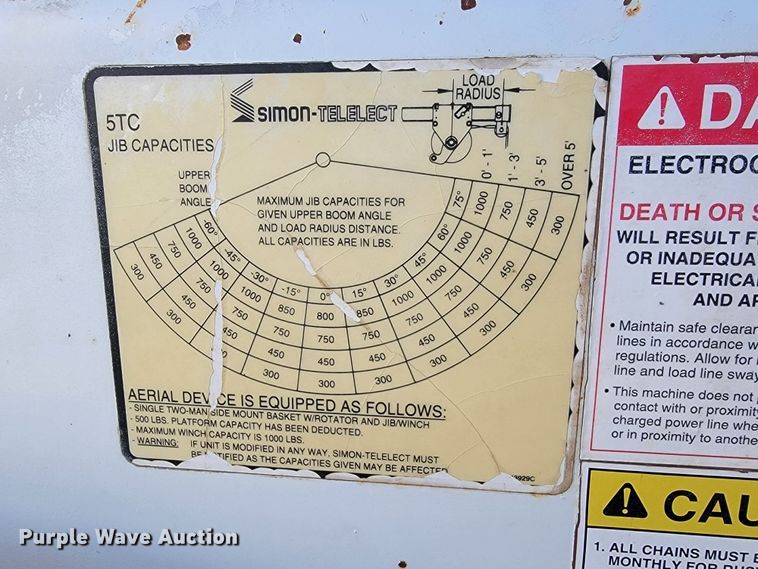 5TC
JIB CAPACITIES
SIMON-TELELECT
LOAD
RADIUS
UPPER
BOOM
ANGLE
0' - 1'
1' - 3'
3' - 5'
OVER 5'
MAXIMUM JIB CAPACITIES FOR
GIVEN UPPER BOOM ANGLE
AND LOAD RADIUS DISTANCE.
ALL CAPACITIES ARE IN LBS.
60° 45° -30° -15° 0° 15° 30° 45° 60° 75°
1000 1000 1000 850 800 850 1000 1000 1000 1000
750 750 750 750 750 750 750 750 750 750
450 450 450 450 450 450 450 450 450 450
300 300 300 300 300 300 300 300 300 300
AERIAL DEVICE IS EQUIPPED AS FOLLOWS:
- SINGLE TWO-MAN SIDE MOUNT BASKET W/ROTATOR AND JIB/WINCH
- 500 LBS. PLATFORM CAPACITY HAS BEEN DEDUCTED.
- MAXIMUM WINCH CAPACITY IS 1000 LBS.
- WARNING: IF UNIT IS MODIFIED IN ANY WAY, SIMON-TELELECT MUST
BE NOTIFIED AS THE CAPACITIES GIVEN MAY BE AFFECTED
929C
DA
ELECTROC
DEATH OR S
WILL RESULT F
OR INADEQUA
ELECTRICA
AND AP
• Maintain safe clearan
lines in accordance w
regulations. Allow for
line and load line sway
• This machine does not
contact with or proximity
charged power line whe
or in proximity to anothe
CAU
1. ALL CHAINS MUST B
MONTHLY FOR RUST
Purple Wave Auction